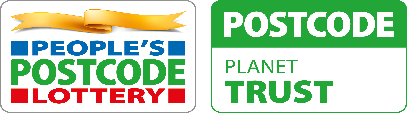 PEOPLE'S
POSTCODE
LOTTERY
POSTCODE
PLANET
TRUST